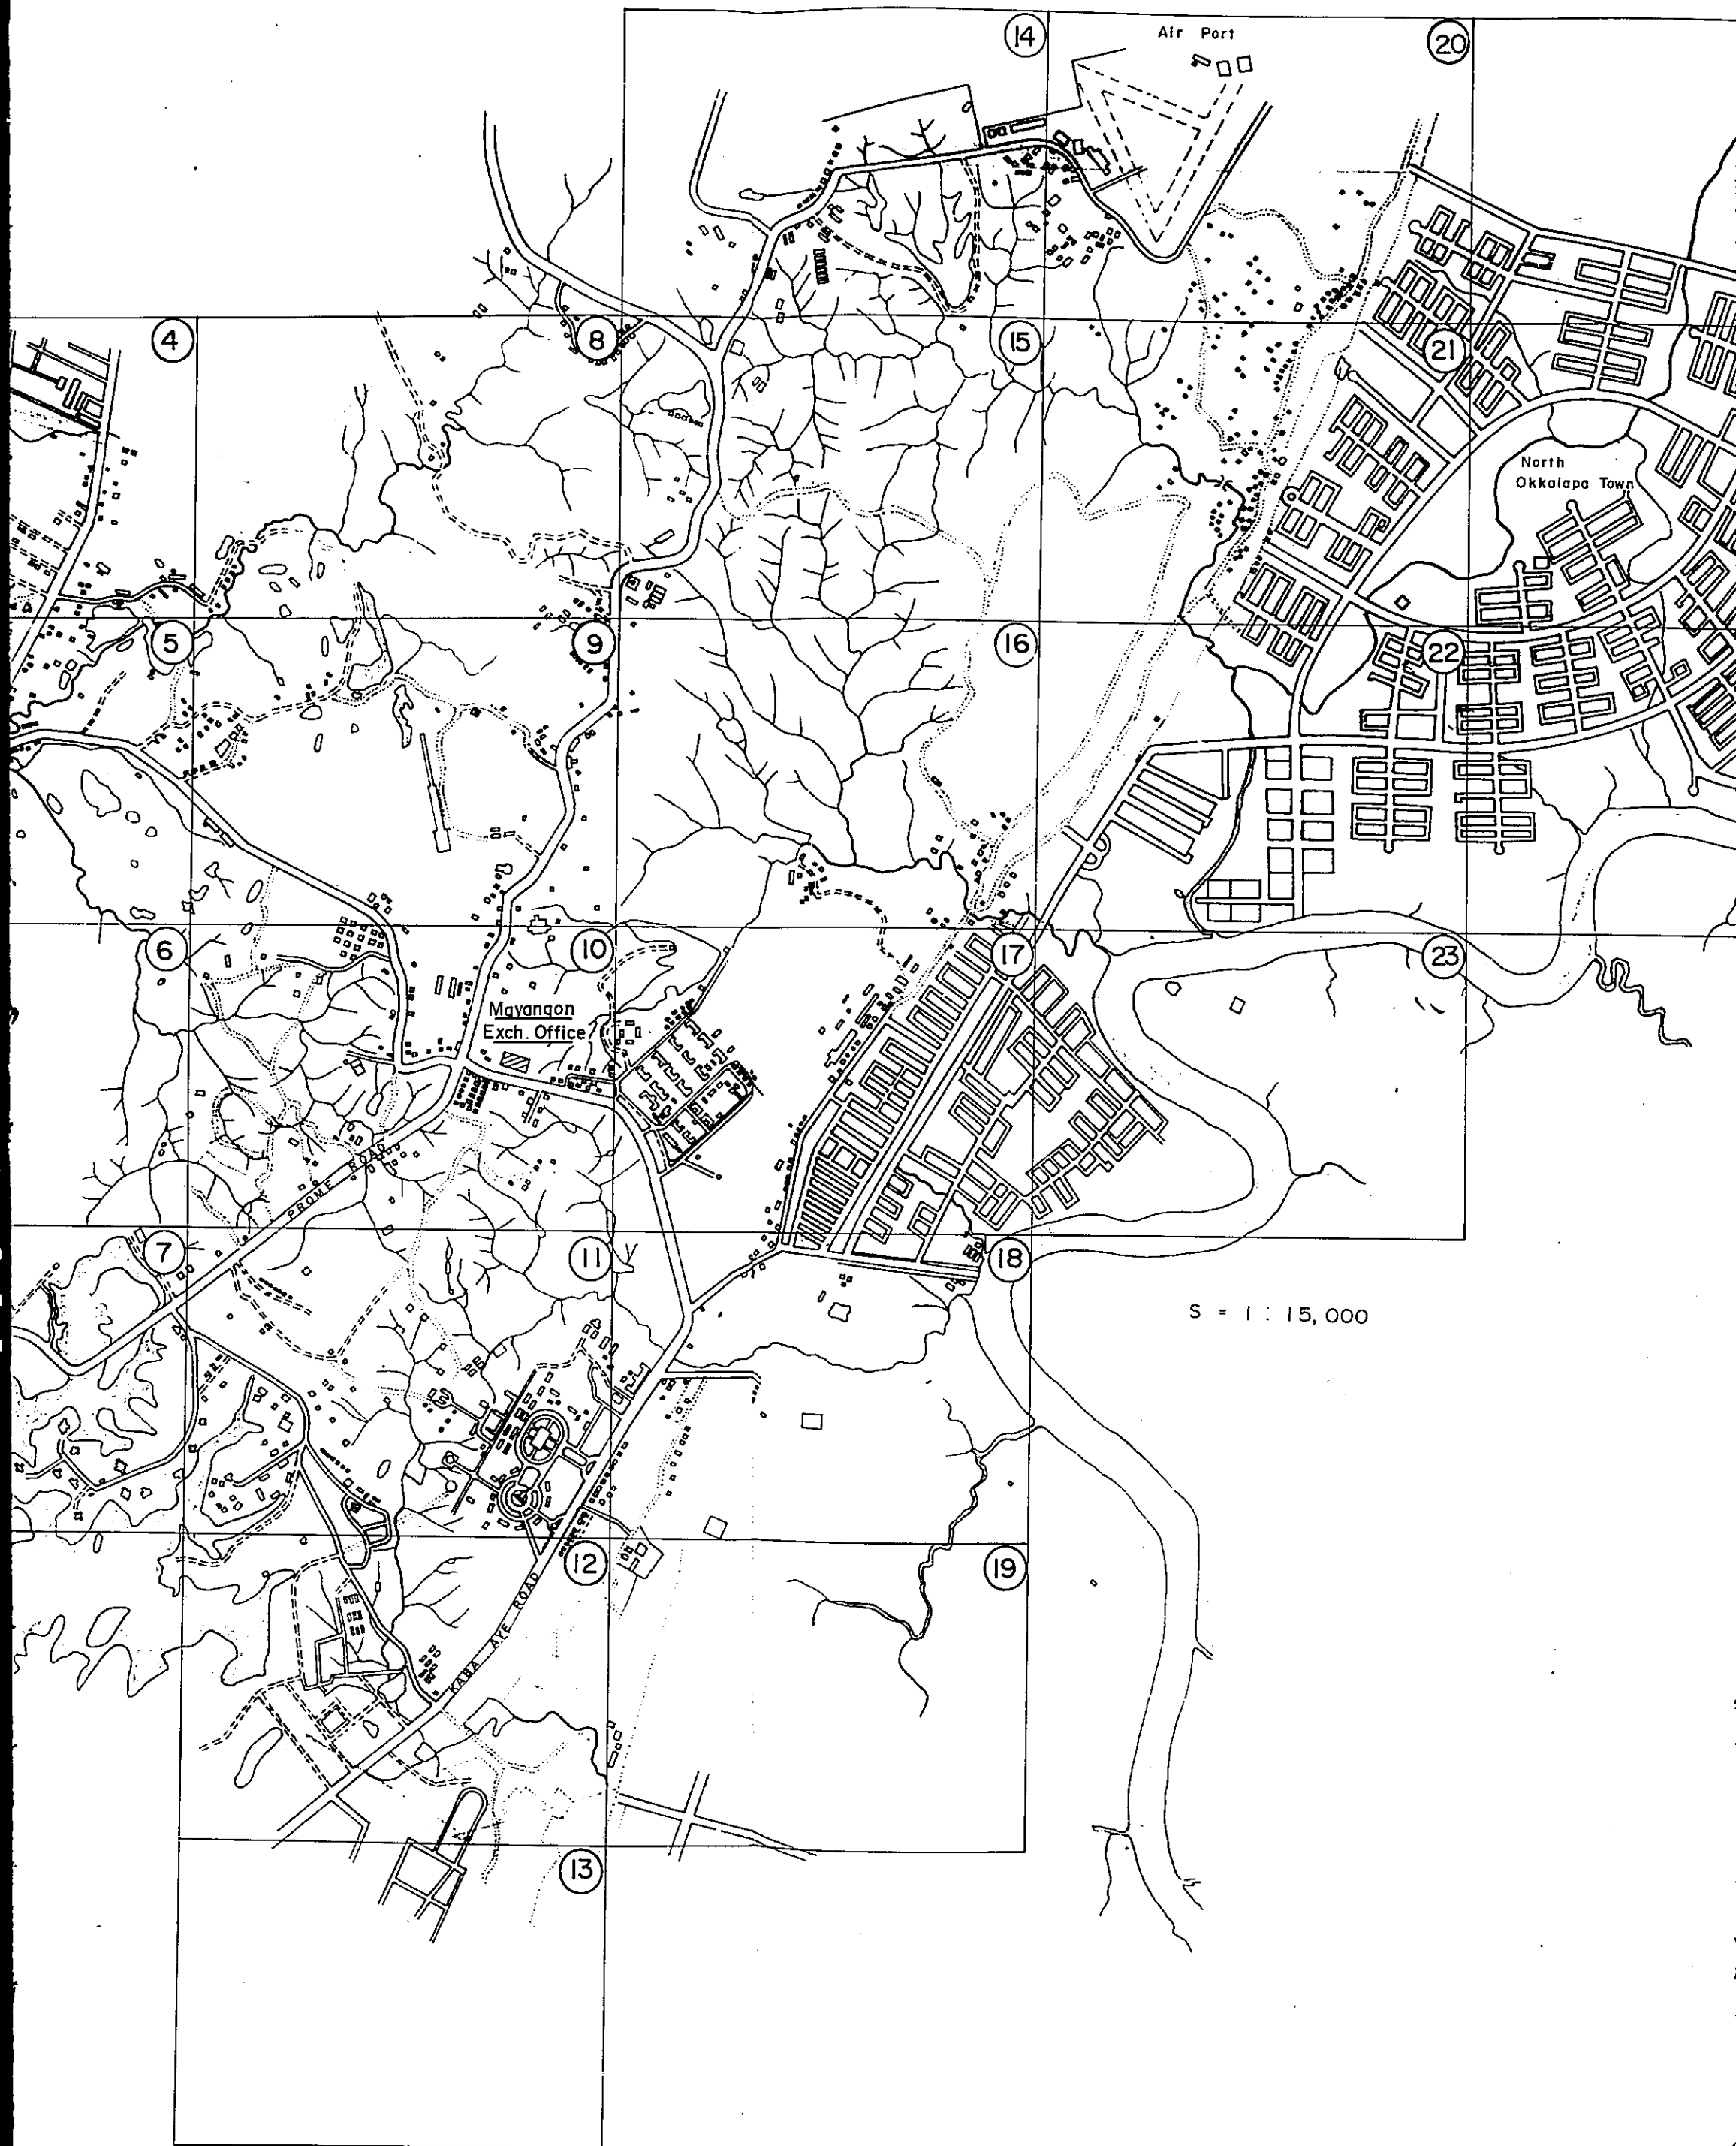 14
Air Port
20
4
8
15
21
North
Okkalapa Town
5
9
16
22
6
10
17
23
Mayangon
Exch. Office
PROME ROAD
7
11
18
S = 1 : 15,000
12
19
KABA AYE ROAD
13